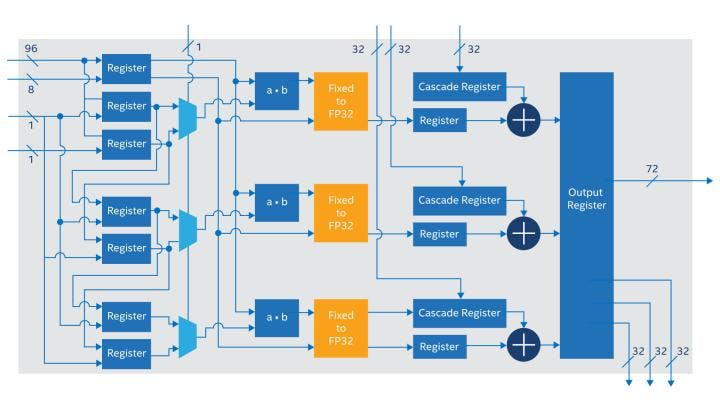 96
1
32
32
32
8
1
1
Register
Register
Register
a • b
Fixed
to
FP32
Cascade Register
Register
Register
Register
a • b
Fixed
to
FP32
Cascade Register
Register
Output
Register
72
Register
Register
a • b
Fixed
to
FP32
Cascade Register
Register
32
32
32